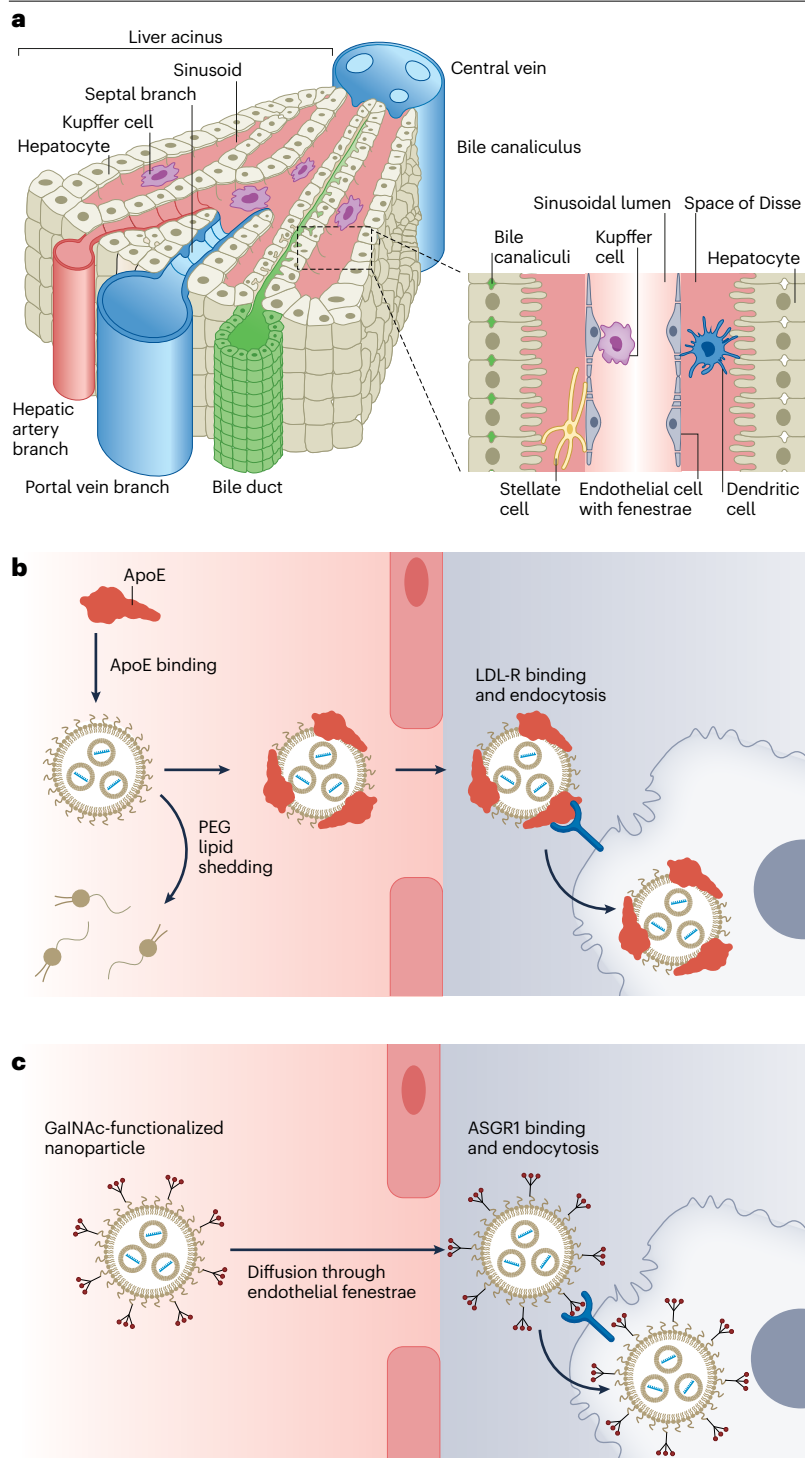 a
Liver acinus
Sinusoid
Septal branch
Kupffer cell
Hepatocyte
Central vein
Bile canaliculus
Hepatic
artery
branch
Portal vein branch
Bile duct
Sinusoidal lumen
Space of Disse
Bile
canaliculi
Kupffer
cell
Hepatocyte
Stellate
cell
Endothelial cell
with fenestrae
Dendritic
cell
b
ApoE
ApoE binding
PEG
lipid
shedding
LDL-R binding
and endocytosis
c
GalNAc-functionalized
nanoparticle
Diffusion through
endothelial fenestrae
ASGR1 binding
and endocytosis